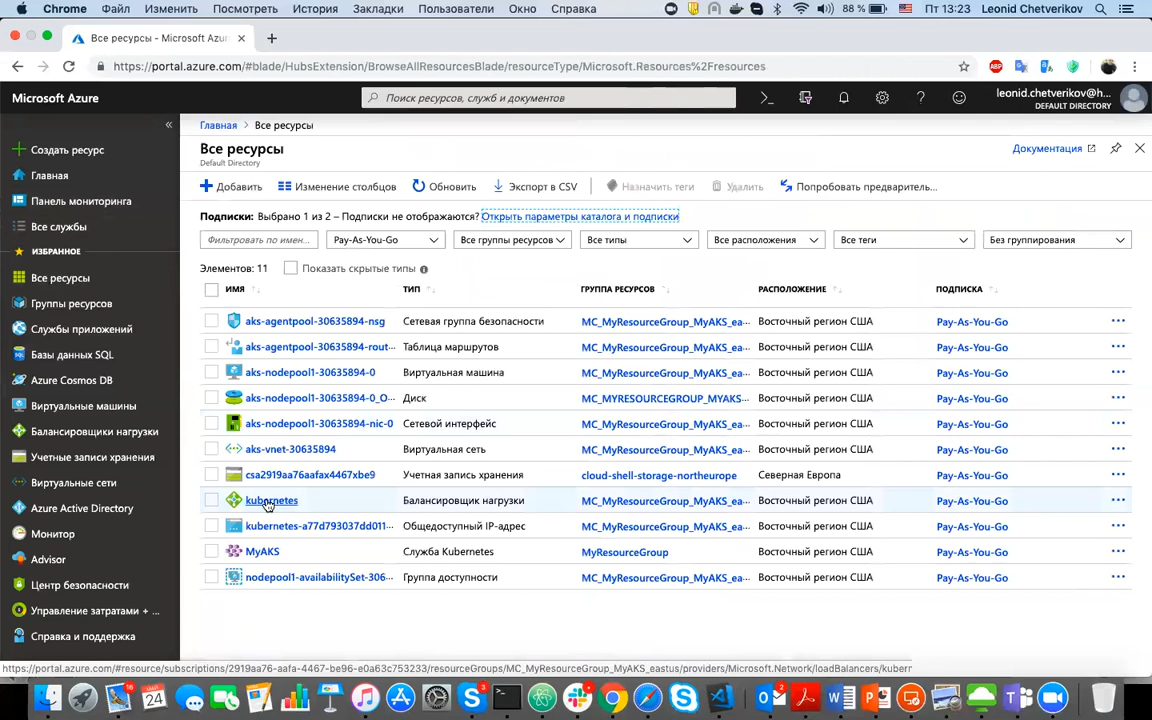 Chrome Файл Изменить Посмотреть История Закладки Пользователи Окно Справка 88 % Пт 13:23 Leonid Chetverikov
Все ресурсы - Microsoft Azure
https://portal.azure.com/#blade/HubsExtension/BrowseAllResourcesBlade/resourceType/Microsoft.Resources%2Fresources
Microsoft Azure
Поиск ресурсов, служб и документов
leonid.chetverikov@h...
DEFAULT DIRECTORY
Создать ресурс
Главная
Панель мониторинга
Все службы
ИЗБРАННОЕ
Все ресурсы
Группы ресурсов
Службы приложений
Базы данных SQL
Azure Cosmos DB
Виртуальные машины
Балансировщики нагрузки
Учетные записи хранения
Виртуальные сети
Azure Active Directory
Монитор
Advisor
Центр безопасности
Управление затратами + ...
Справка и поддержка
Главная > Все ресурсы
Все ресурсы
Default Directory
Документация
Добавить Изменение столбцов Обновить Экспорт в CSV Назначить теги Удалить Попробовать предваритель...
Подписки: Выбрано 1 из 2 – Подписки не отображаются? Открыть параметры каталога и подписки
Фильтровать по имен... Pay-As-You-Go Все группы ресурсов Все типы Все расположения Все теги Без группирования
Элементов: 11 Показать скрытые типы
ИМЯ ТИП ГРУППА РЕСУРСОВ РАСПОЛОЖЕНИЕ ПОДПИСКА
aks-agentpool-30635894-nsg Сетевая группа безопасности MC_MyResourceGroup_MyAKS_ea... Восточный регион США Pay-As-You-Go
aks-agentpool-30635894-rout... Таблица маршрутов MC_MyResourceGroup_MyAKS_ea... Восточный регион США Pay-As-You-Go
aks-nodepool1-30635894-0 Виртуальная машина MC_MyResourceGroup_MyAKS_ea... Восточный регион США Pay-As-You-Go
aks-nodepool1-30635894-0_O... Диск MC_MYRESOURCEGROUP_MYAKS... Восточный регион США Pay-As-You-Go
aks-nodepool1-30635894-nic-0 Сетевой интерфейс MC_MyResourceGroup_MyAKS_ea... Восточный регион США Pay-As-You-Go
aks-vnet-30635894 Виртуальная сеть MC_MyResourceGroup_MyAKS_ea... Восточный регион США Pay-As-You-Go
csa2919aa76aafax4467xbe9 Учетная запись хранения cloud-shell-storage-northeurope Северная Европа Pay-As-You-Go
kubernetes Балансировщик нагрузки MC_MyResourceGroup_MyAKS_ea... Восточный регион США Pay-As-You-Go
kubernetes-a77d793037dd011... Общедоступный IP-адрес MC_MyResourceGroup_MyAKS_ea... Восточный регион США Pay-As-You-Go
MyAKS Служба Kubernetes MyResourceGroup Восточный регион США Pay-As-You-Go
nodepool1-availabilitySet-306... Группа доступности MC_MyResourceGroup_MyAKS_ea... Восточный регион США Pay-As-You-Go
https://portal.azure.com/#resource/subscriptions/2919aa76-aafa-4467-be96-e0a63c753233/resourceGroups/MC_MyResourceGroup_MyAKS_eastus/providers/Microsoft.Network/loadBalancers/kuberr